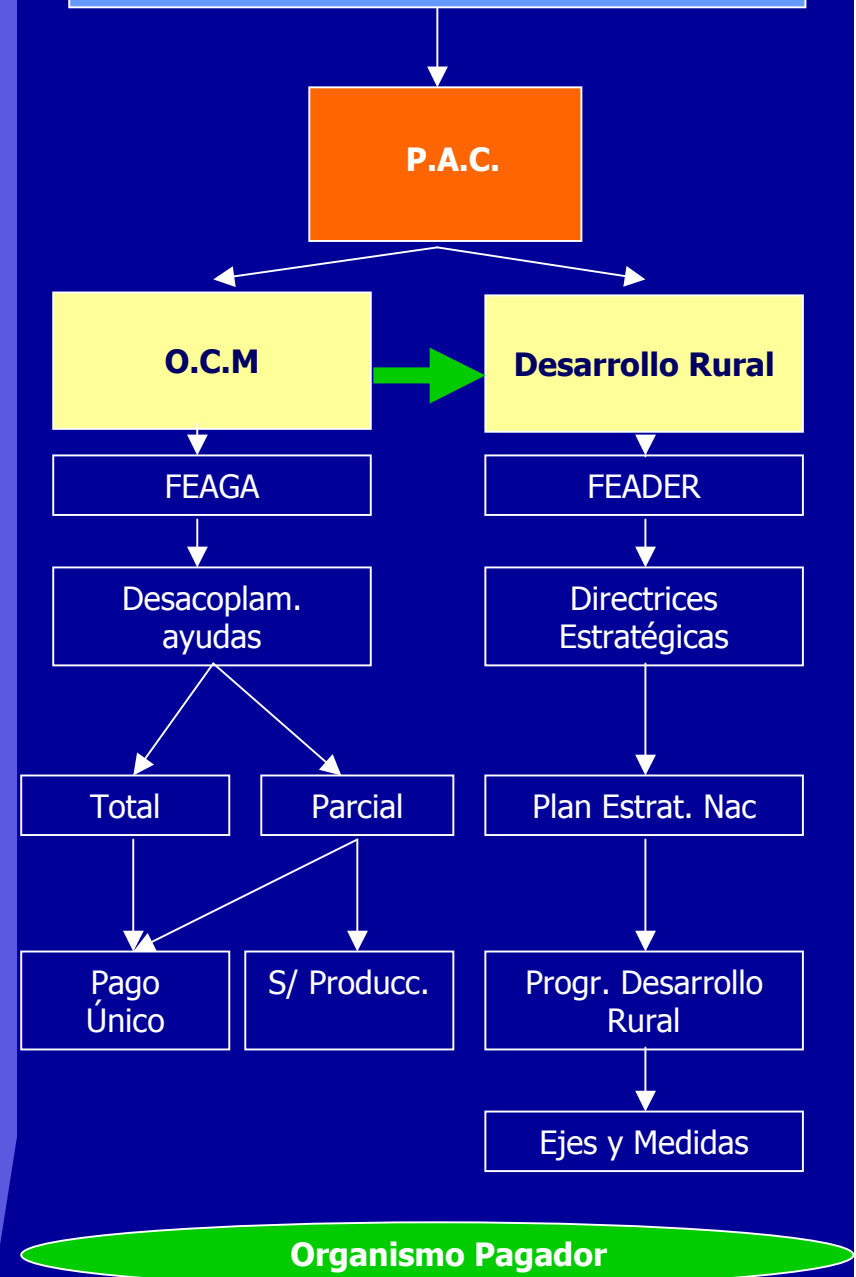 P.A.C.
O.C.M
Desarrollo Rural
FEAGA
FEADER
Desacoplam.
ayudas
Directrices
Estratégicas
Total
Parcial
Plan Estrat. Nac
Pago
Único
S/ Producc.
Progr. Desarrollo
Rural
Ejes y Medidas
Organismo Pagador